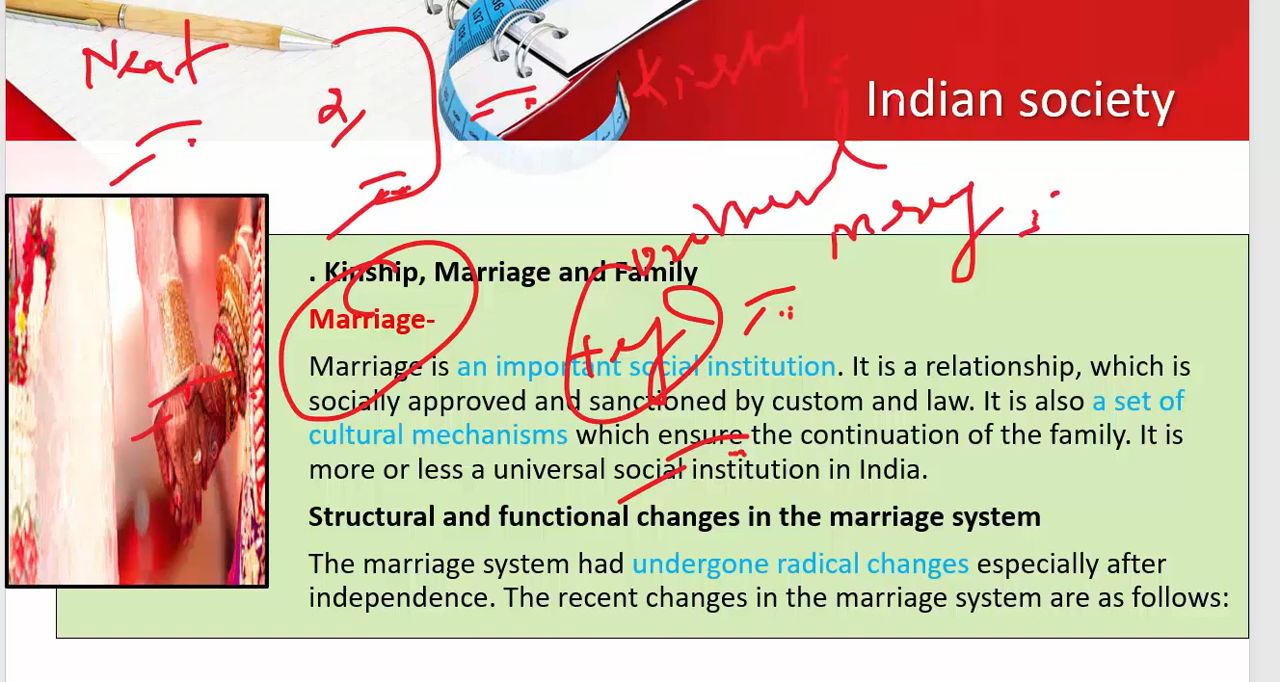 Neat
2
Indian society
. Kinship, Marriage and Family
Marriage-
Marriage is an important social institution. It is a relationship, which is
socially approved and sanctioned by custom and law. It is also a set of
cultural mechanisms which ensure the continuation of the family. It is
more or less a universal social institution in India.
Structural and functional changes in the marriage system
The marriage system had undergone radical changes especially after
independence. The recent changes in the marriage system are as follows: